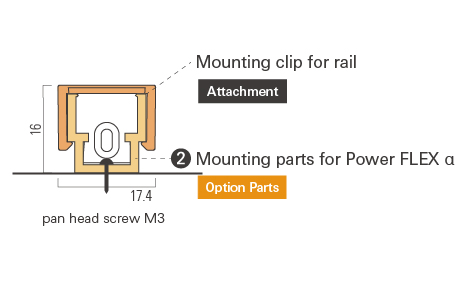 Mounting clip for rail
Attachment
16
2 Mounting parts for Power FLEX α
Option Parts
17.4
pan head screw M3